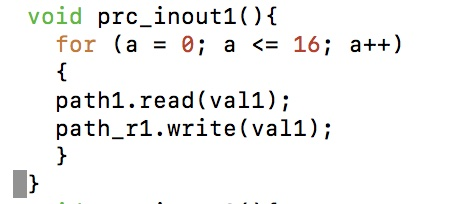 void prc_inout1(){
for (a = 0; a <= 16; a++)
{
path1.read(val1);
path_r1.write(val1);
}
}